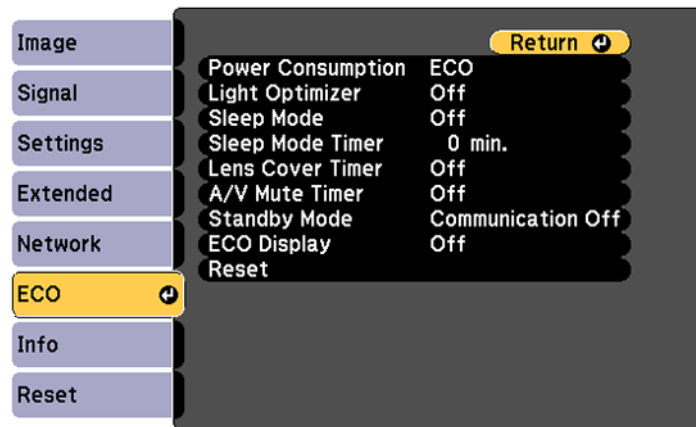 Image
Signal
Settings
Extended
Network
ECO
Info
Reset
Return
Power Consumption ECO
Light Optimizer Off
Sleep Mode Off
Sleep Mode Timer 0 min.
Lens Cover Timer Off
A/V Mute Timer Off
Standby Mode Communication Off
ECO Display Off
Reset